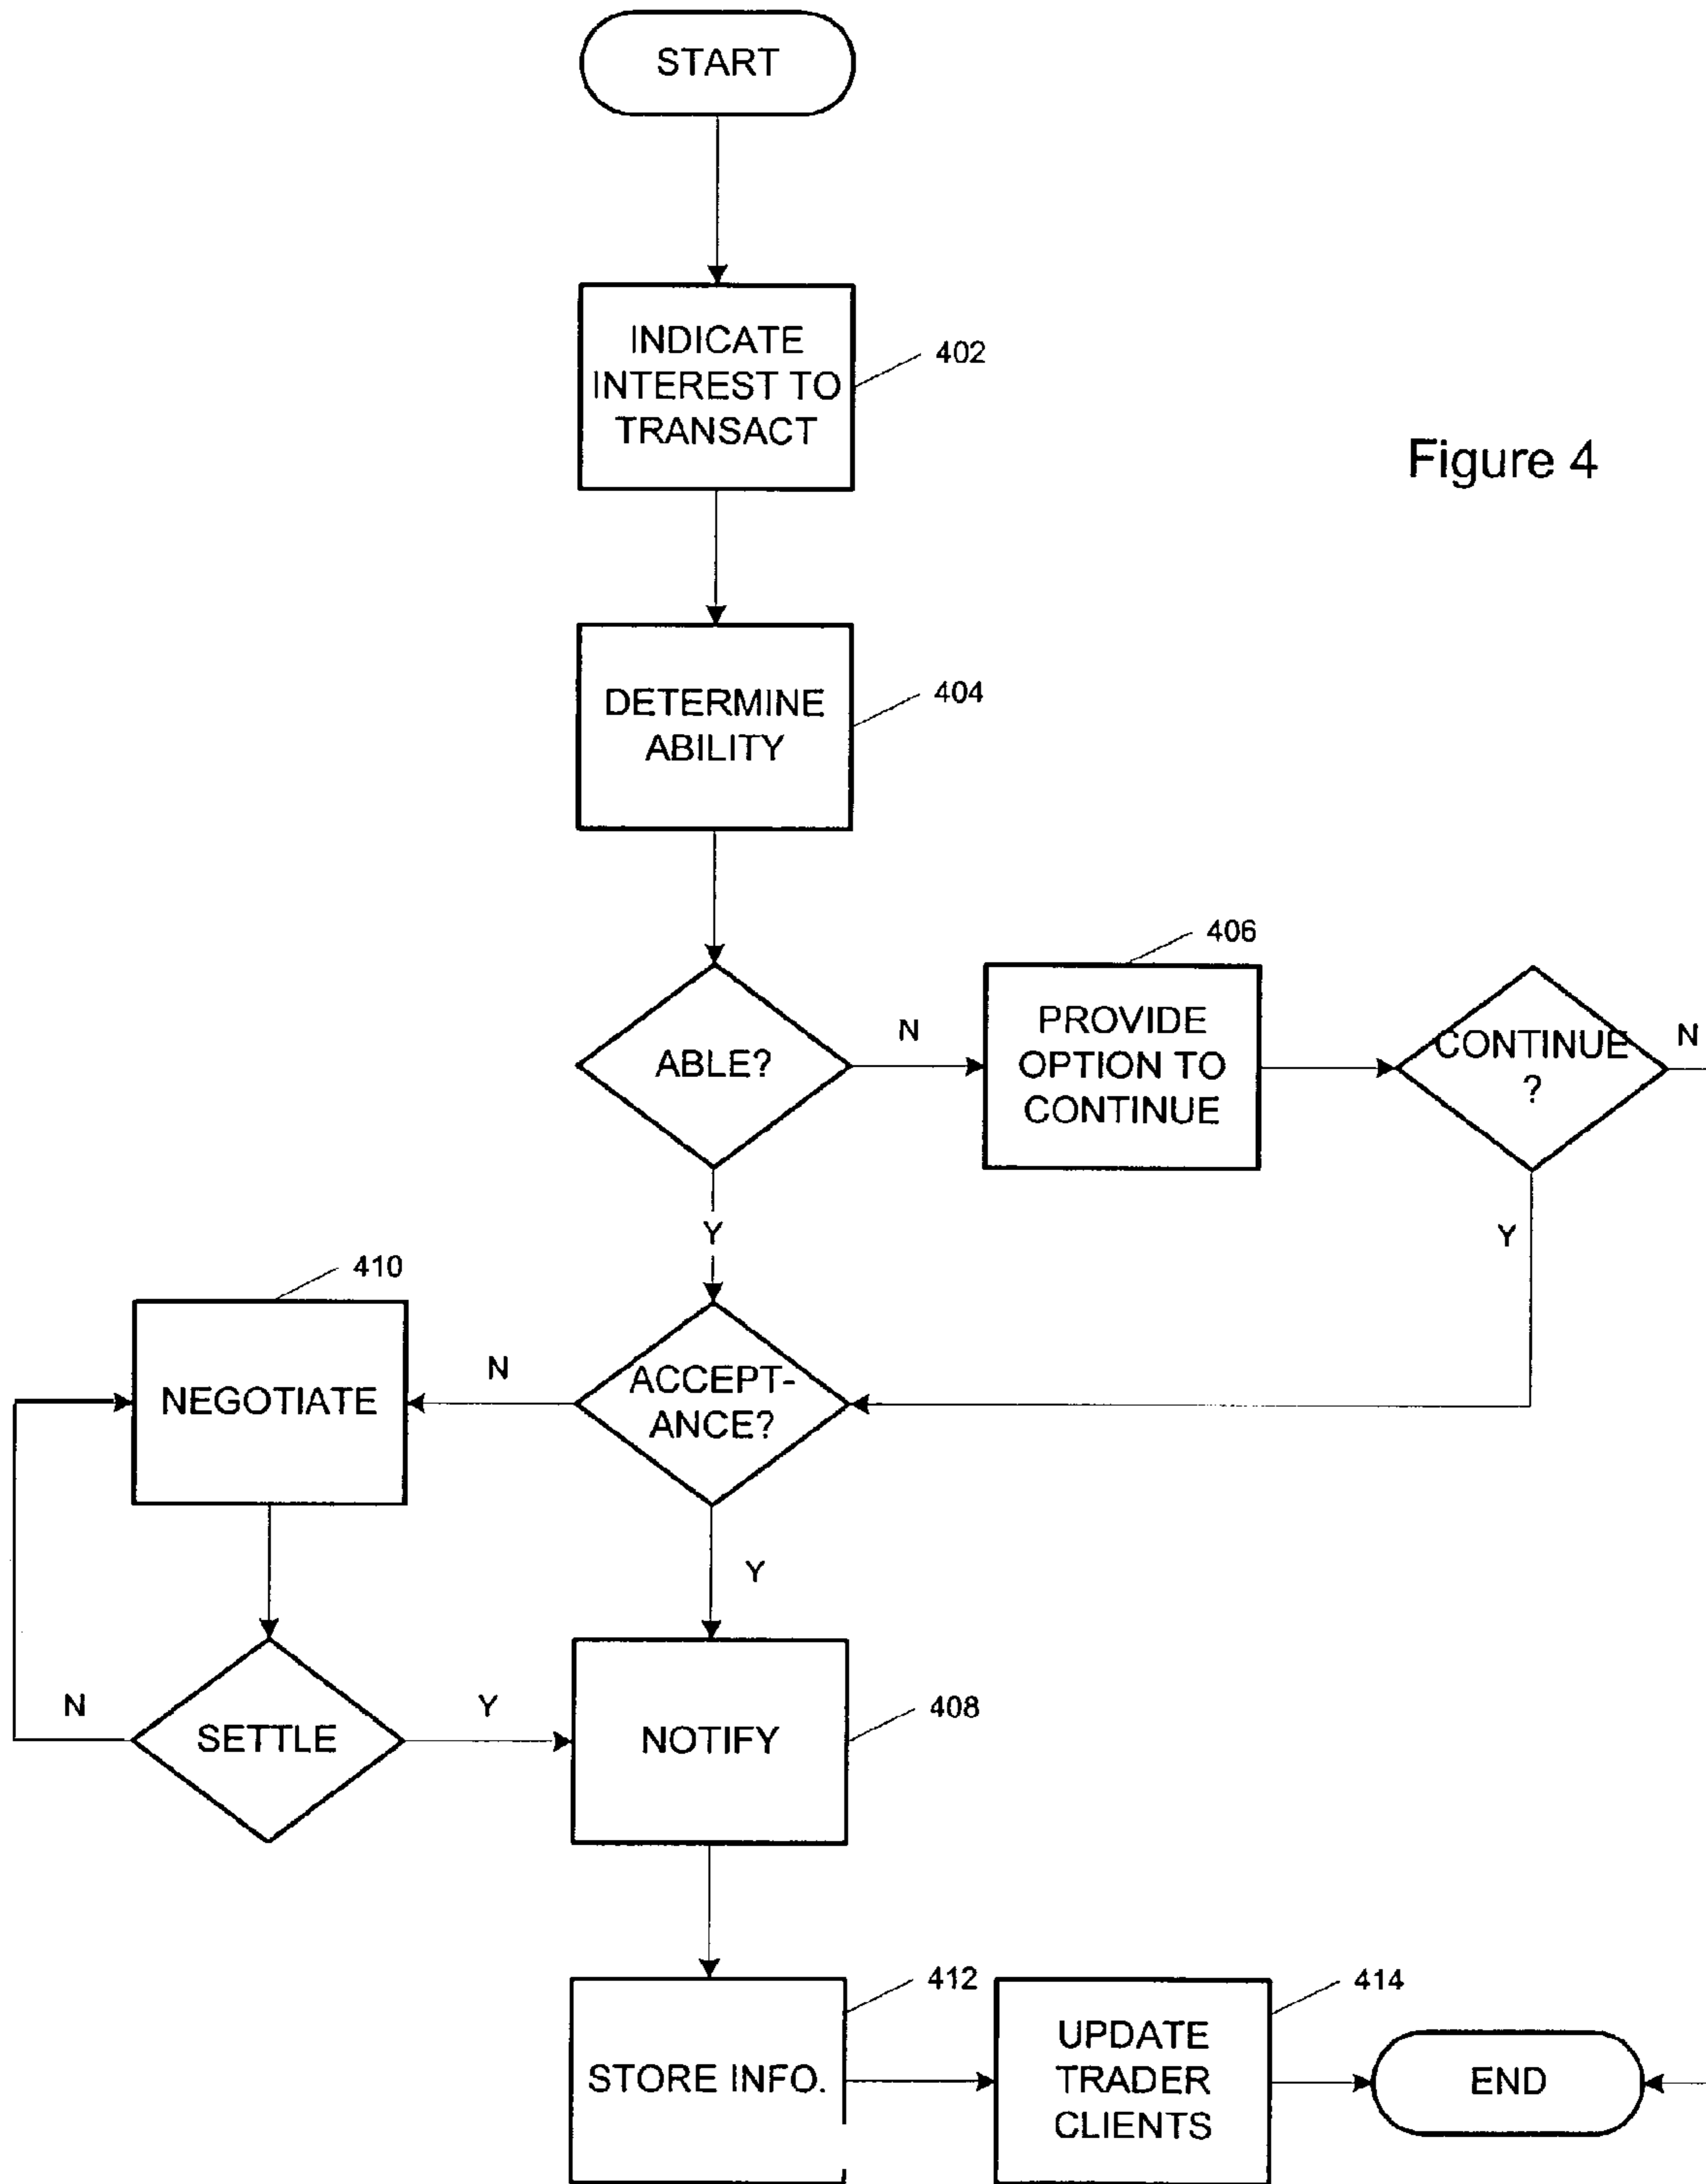 START
INDICATE
INTEREST TO
TRANSACT
402
Figure 4
DETERMINE
ABILITY
404
406
ABLE?
N
PROVIDE
OPTION TO
CONTINUE
CONTINUE
?
N
Y
Y
410
NEGOTIATE
N
ACCEPT-
ANCE?
Y
N
SETTLE
Y
NOTIFY
408
STORE INFO.
412
UPDATE
TRADER
CLIENTS
414
END